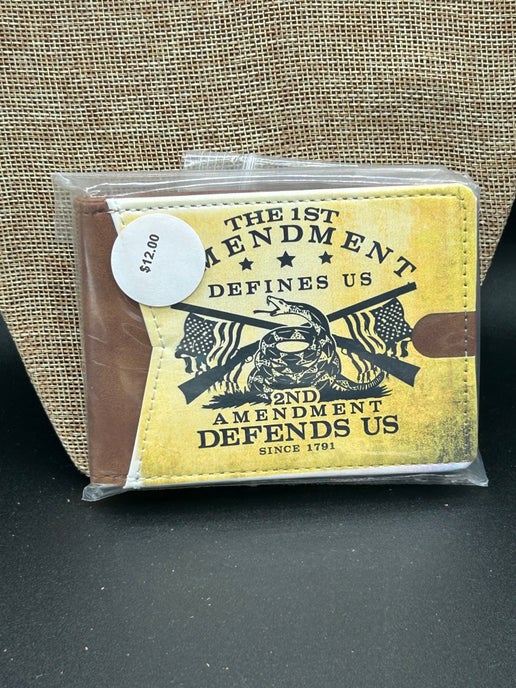 $12.00
THE 1ST
MENDMENT
DEFINES US
2ND
AMENDMENT
DEFENDS US
SINCE 1791